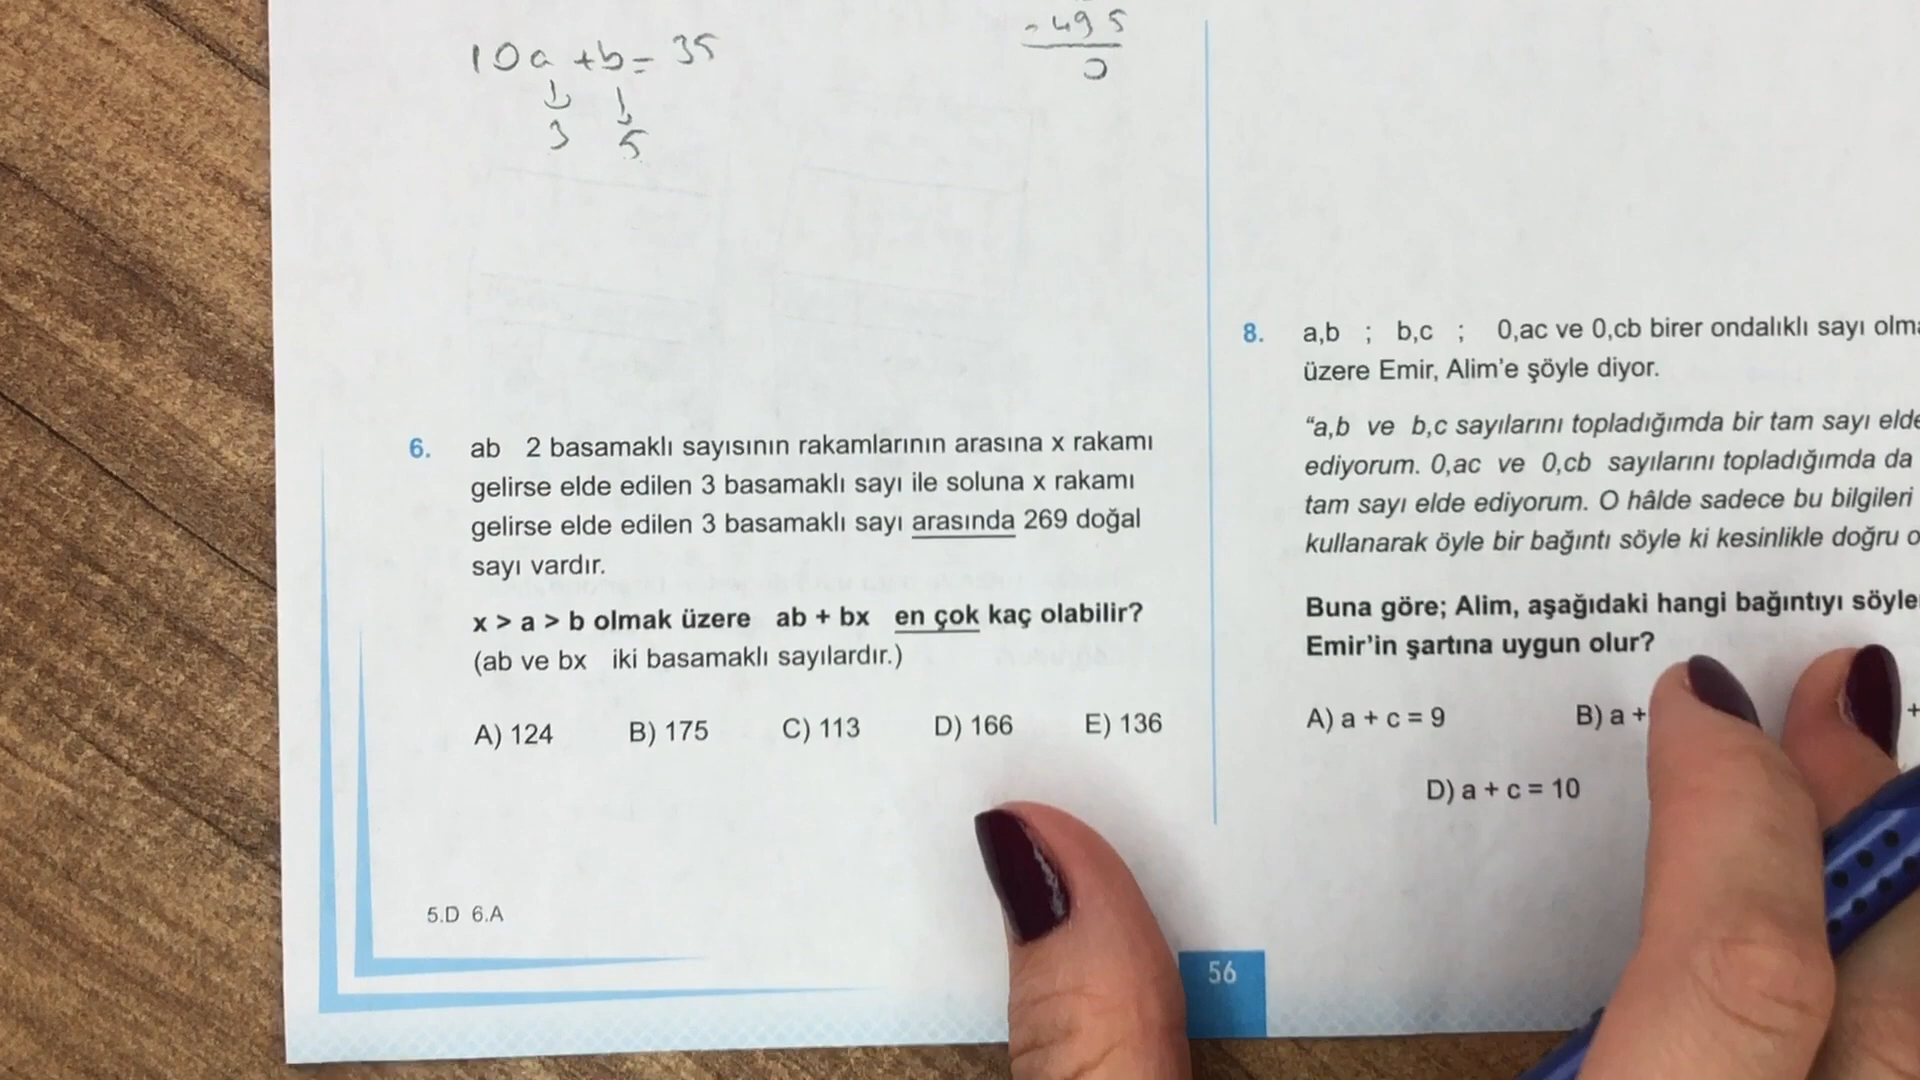 10a + b = 35
3 5
- 495
0
6. ab 2 basamaklı sayısının rakamlarının arasına x rakamı
gelirse elde edilen 3 basamaklı sayı ile soluna x rakamı
gelirse elde edilen 3 basamaklı sayı arasında 269 doğal
sayı vardır.
x > a > b olmak üzere ab + bx en çok kaç olabilir?
(ab ve bx iki basamaklı sayılardır.)
A) 124 B) 175 C) 113 D) 166 E) 136
5.D 6.A
8. a,b ; b,c ; 0,ac ve 0,cb birer ondalıklı sayı
üzere Emir, Alim'e şöyle diyor.
“a,b ve b,c sayılarını topladığımda bir tam sayı
ediyorum. 0,ac ve 0,cb sayılarını topladığımda da
tam sayı elde ediyorum. O hâlde sadece bu bilgileri
kullanarak öyle bir bağıntı söyle ki kesinlikle doğru
Buna göre; Alim, aşağıdaki hangi bağıntıyı
Emir'in şartına uygun olur?
A) a + c = 9 B) a + +
D) a + c = 10
56